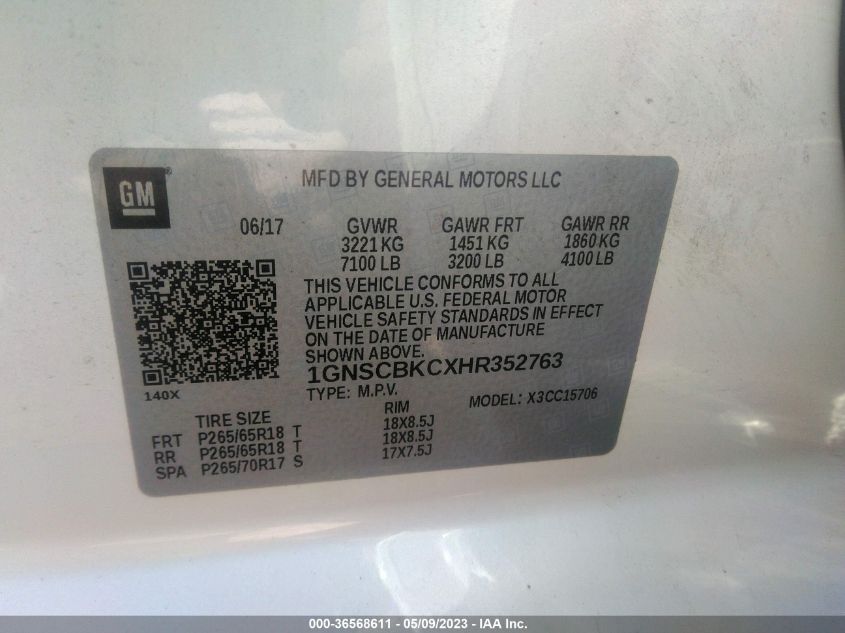 GM ®
MFD BY GENERAL MOTORS LLC
06/17 GVWR GAWR FRT GAWR RR
3221 KG 1451 KG 1860 KG
7100 LB 3200 LB 4100 LB
THIS VEHICLE CONFORMS TO ALL
APPLICABLE U.S. FEDERAL MOTOR
VEHICLE SAFETY STANDARDS IN EFFECT
ON THE DATE OF MANUFACTURE
SHOWN ABOVE.
1GNSCBKCXHR352763
140X
TYPE: M.P.V. MODEL: X3CC15706
TIRE SIZE RIM
FRT P265/65R18 T 18X8.5J
RR P265/65R18 T 18X8.5J
SPA P265/70R17 S 17X7.5J
000-36568611 - 05/09/2023 - IAA Inc.